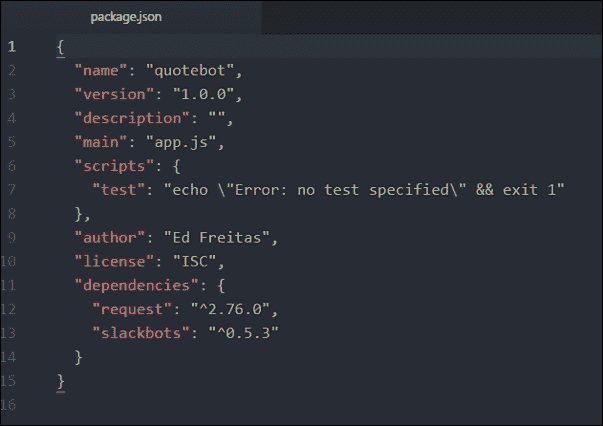 package.json
1 {
2 "name": "quotebot",
3 "version": "1.0.0",
4 "description": "",
5 "main": "app.js",
6 "scripts": {
7 "test": "echo \"Error: no test specified\" && exit 1"
8 },
9 "author": "Ed Freitas",
10 "license": "ISC",
11 "dependencies": {
12 "request": "^2.76.0",
13 "slackbots": "^0.5.3"
14 }
15 }
16